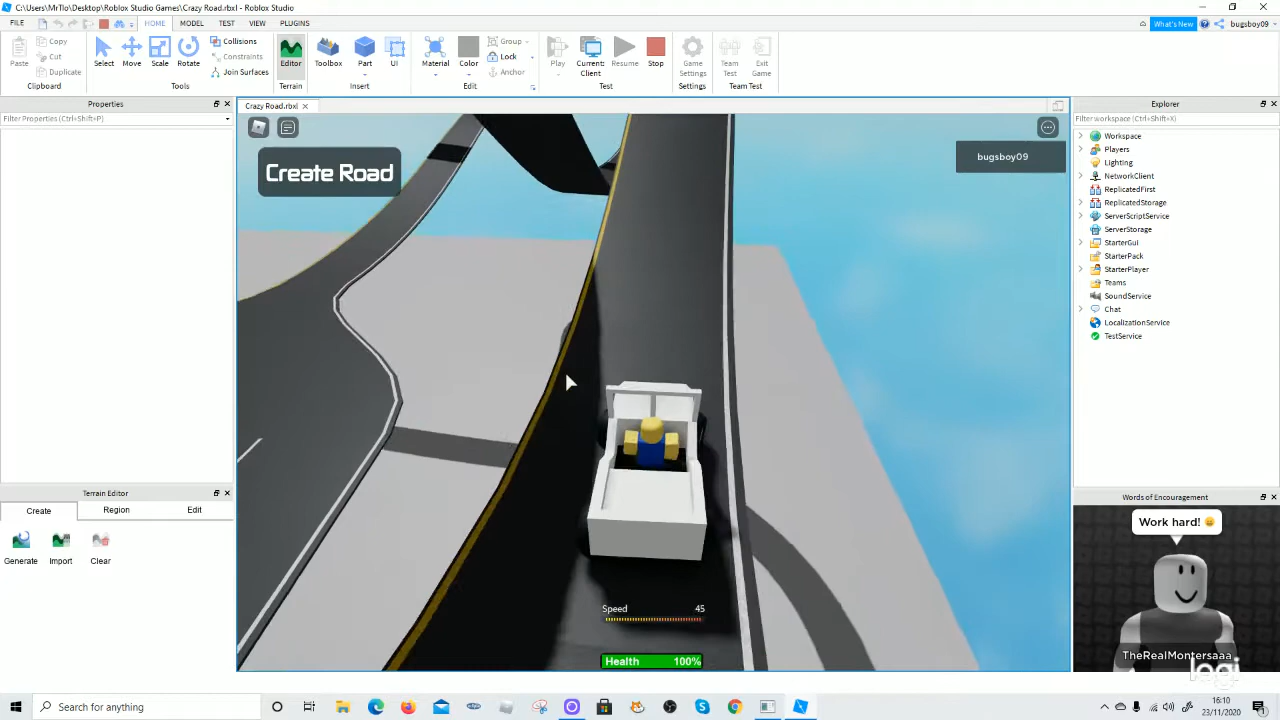 C:\Users\MrTlo\Desktop\Roblox Studio Games\Crazy Road.rbxl - Roblox Studio
FILE HOME MODEL TEST VIEW PLUGINS
What's New bugsboy09
Paste Copy Cut Duplicate
Select Move Scale Rotate
Collisions Constraints Join Surfaces
Editor Toolbox Part UI Material Color
Group Lock Anchor
Play Current: Client Resume Stop
Game Settings Team Test Exit Game
Clipboard Tools Terrain Insert Edit Test Settings Team Test
Properties
Filter Properties (Ctrl+Shift+P)
Crazy Road.rbxl
Create Road
bugsboy09
Speed 45
Health 100%
Explorer
Filter workspace (Ctrl+Shift+X)
Workspace
Players
Lighting
NetworkClient
ReplicatedFirst
ReplicatedStorage
ServerScriptService
ServerStorage
StarterGui
StarterPack
StarterPlayer
Teams
SoundService
Chat
LocalizationService
TestService
Terrain Editor
Create Region Edit
Generate Import Clear
Words of Encouragement
Work hard! 😀
TheRealMontersaaa
logi
Search for anything
16:10
23/11/2020